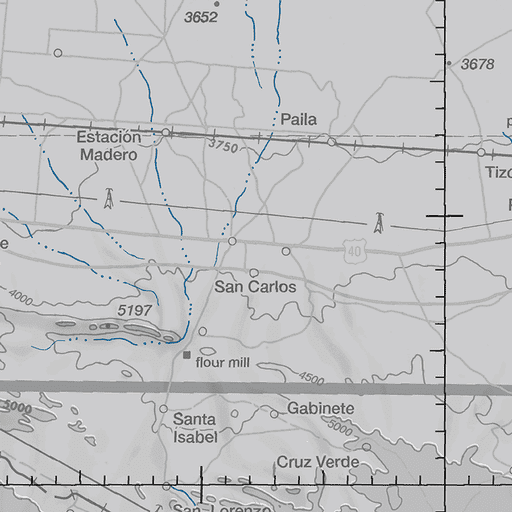 3652
3678
Paila
Estación
Madero
3750
Tizo
40
e
San Carlos
4000
5197
flour mill
4500
5000
Gabinete
Santa
Isabel
5000
Cruz Verde
San Lorenzo